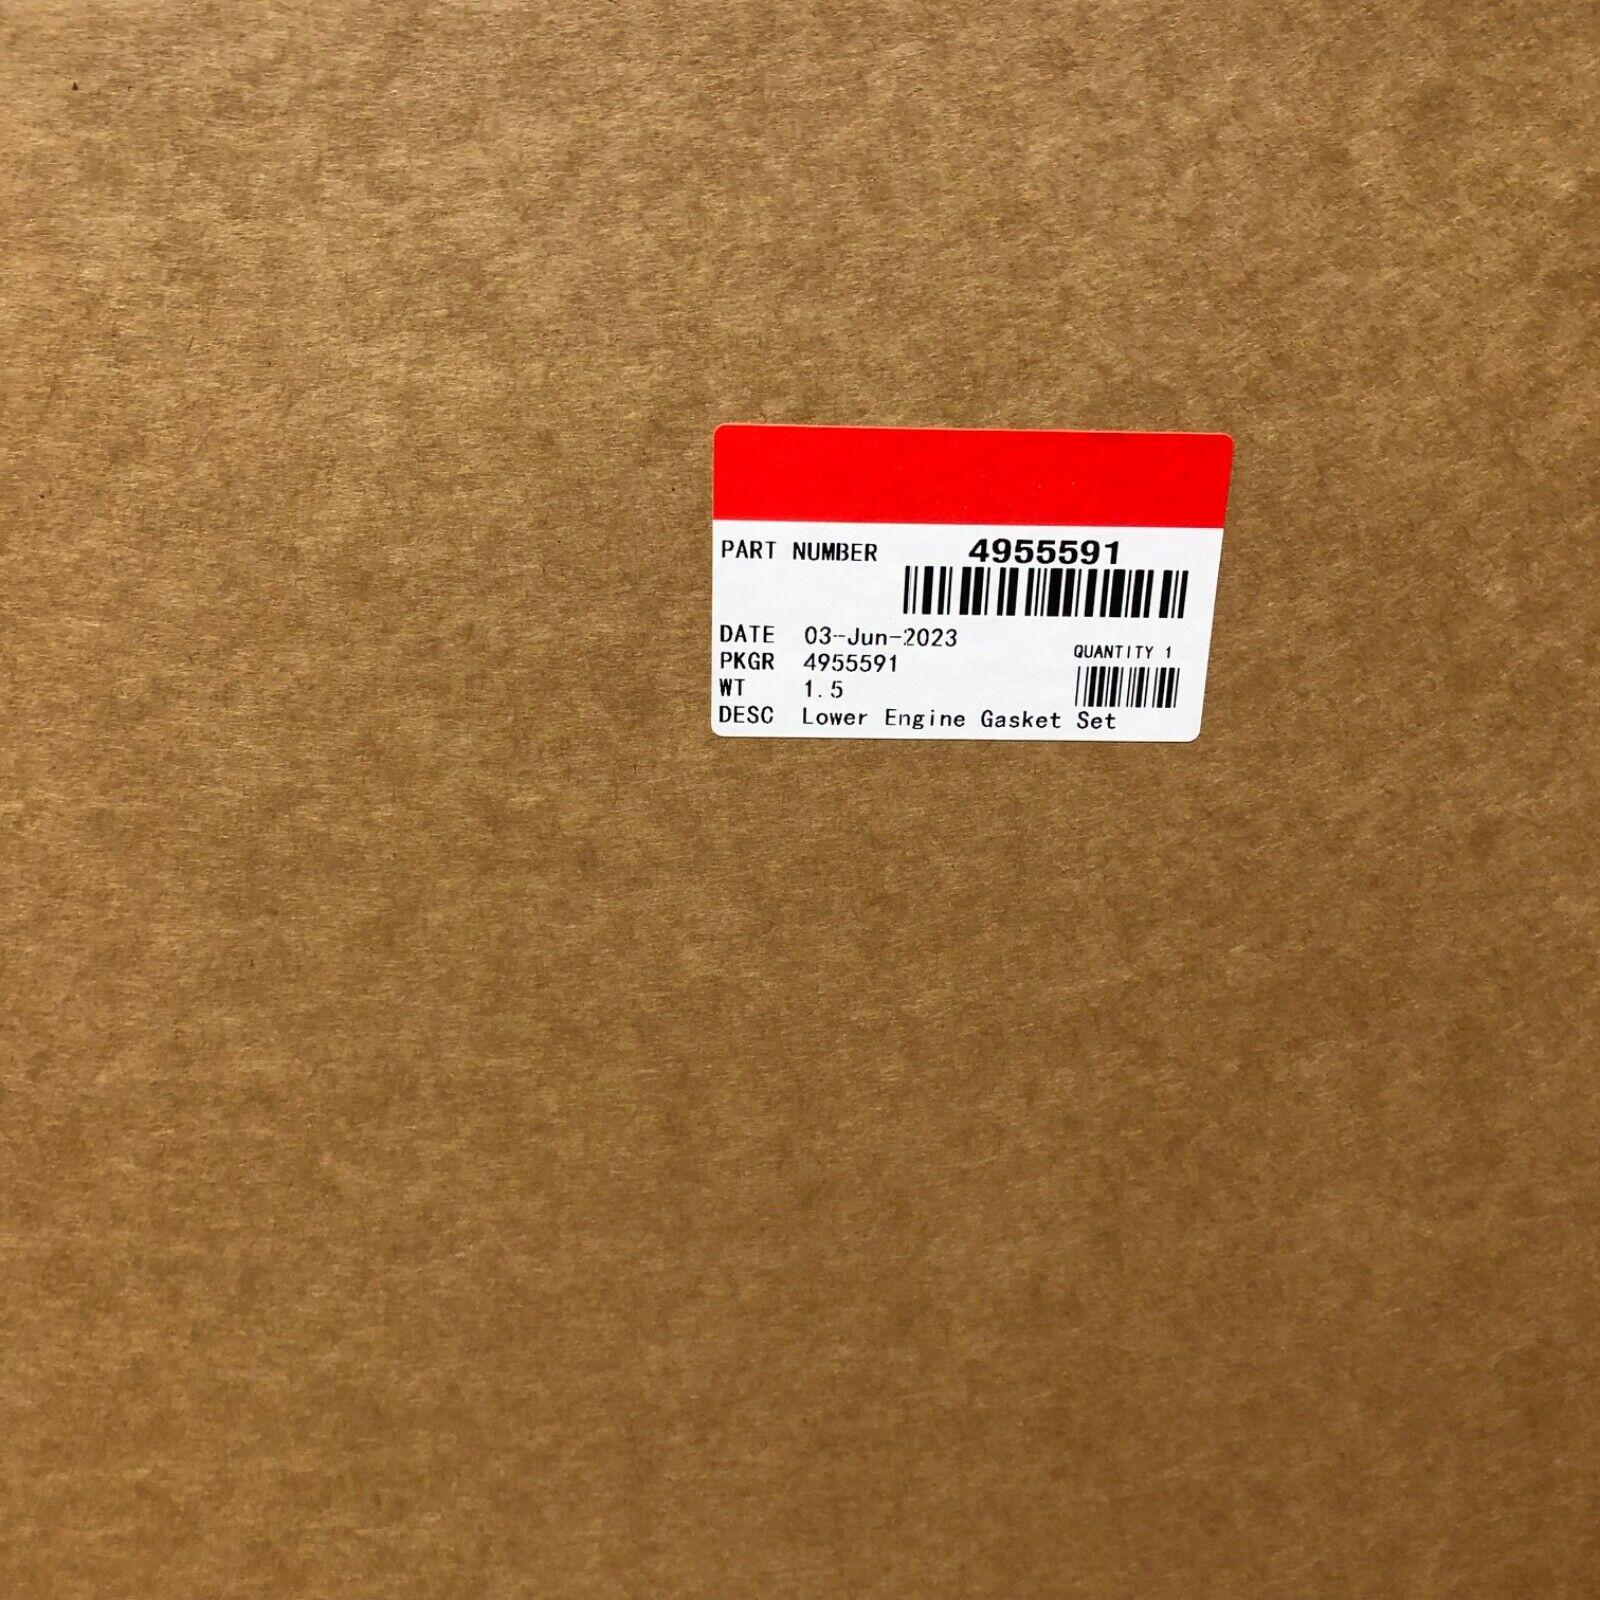 PART NUMBER 4955591
DATE 03-Jun-2023
QUANTITY 1
PKGR 4955591
WT 1.5
DESC Lower Engine Gasket Set